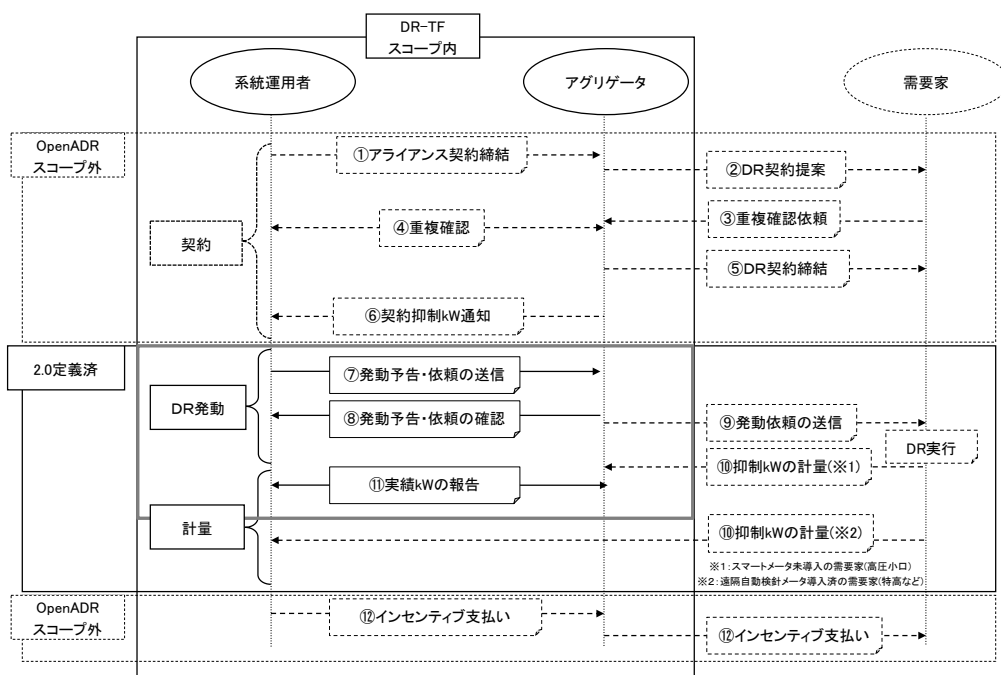 DR-TF
スコープ内
系統運用者
アグリゲータ
需要家
OpenADR
スコープ外
①アライアンス契約締結
②DR契約提案
③重複確認依頼
④重複確認
契約
⑤DR契約締結
⑥契約抑制kW通知
2.0定義済
⑦発動予告・依頼の送信
DR発動
⑧発動予告・依頼の確認
⑨発動依頼の送信
DR実行
⑩抑制kWの計量(※1)
⑪実績kWの報告
計量
⑩抑制kWの計量(※2)
※1:スマートメータ未導入の需要家(高圧小口)
※2:遠隔自動検針メータ導入済の需要家(特高など)
OpenADR
スコープ外
⑫インセンティブ支払い
⑫インセンティブ支払い